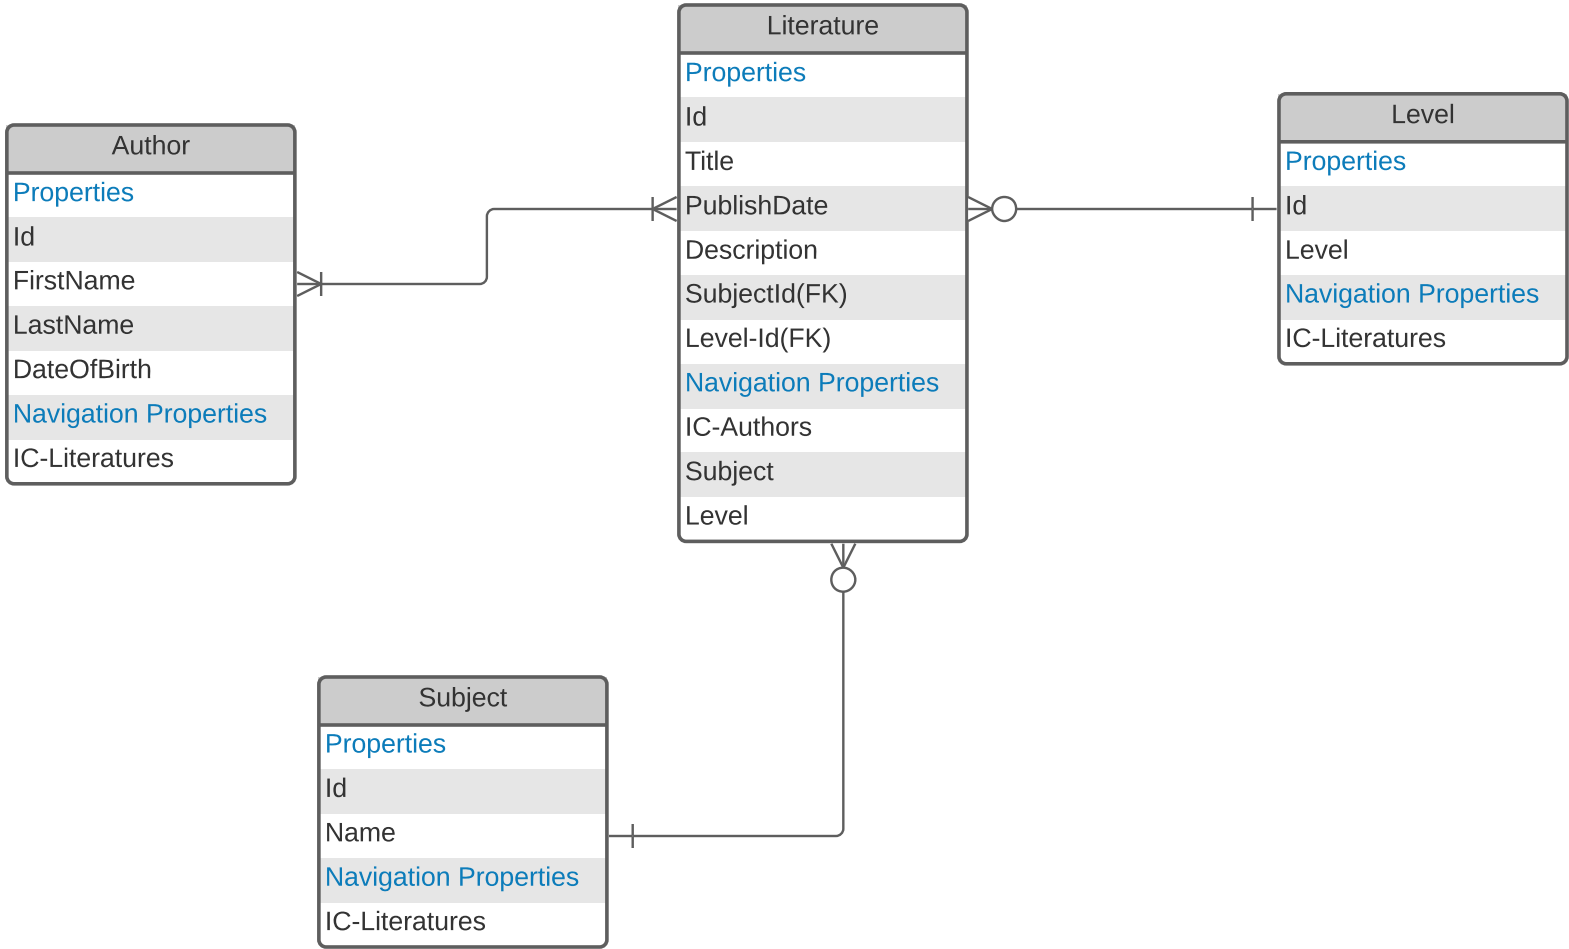 Literature
Properties
Id
Title
PublishDate
Description
SubjectId(FK)
Level-Id(FK)
Navigation Properties
IC-Authors
Subject
Level
Author
Properties
Id
FirstName
LastName
DateOfBirth
Navigation Properties
IC-Literatures
Level
Properties
Id
Level
Navigation Properties
IC-Literatures
Subject
Properties
Id
Name
Navigation Properties
IC-Literatures